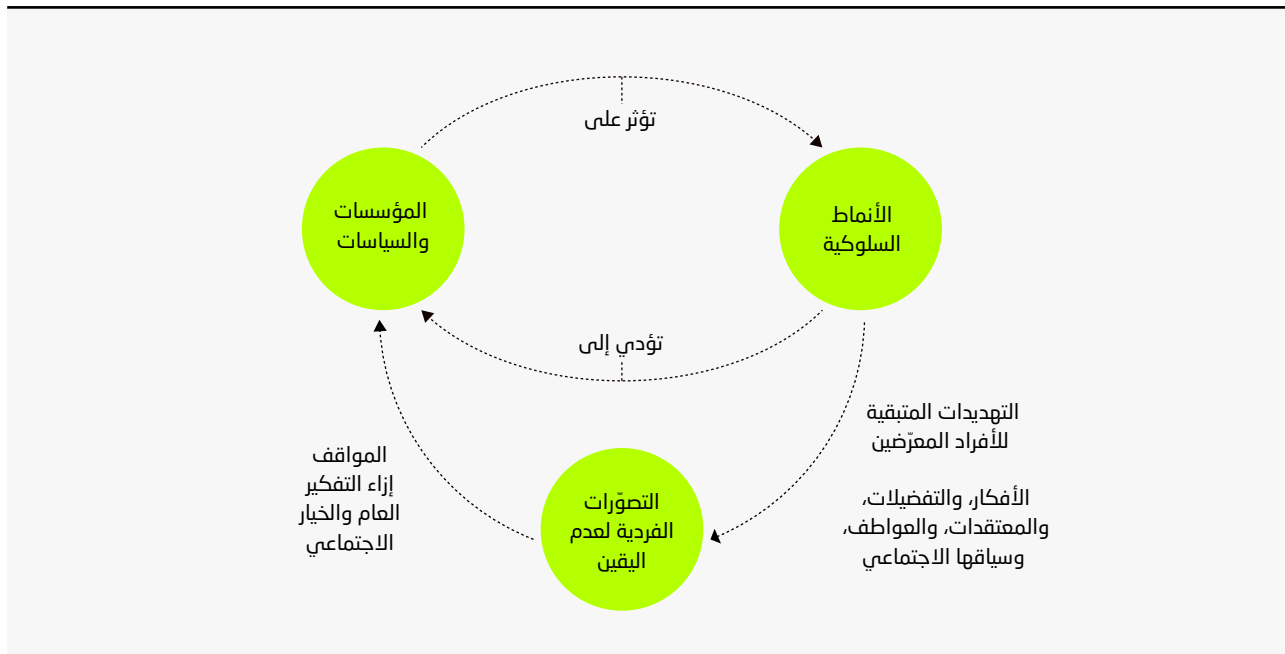 تؤثر على
المؤسسات
والسياسات
الأنماط
السلوكية
تؤدي إلى
التهديدات المتبقية
للأفراد المعرّضين
الأفكار، والتفضيلات،
والمعتقدات، والعواطف،
وسياقها الاجتماعي
التصوّرات
الفردية لعدم
اليقين
المواقف
إزاء التفكير
العام والخيار
الاجتماعي